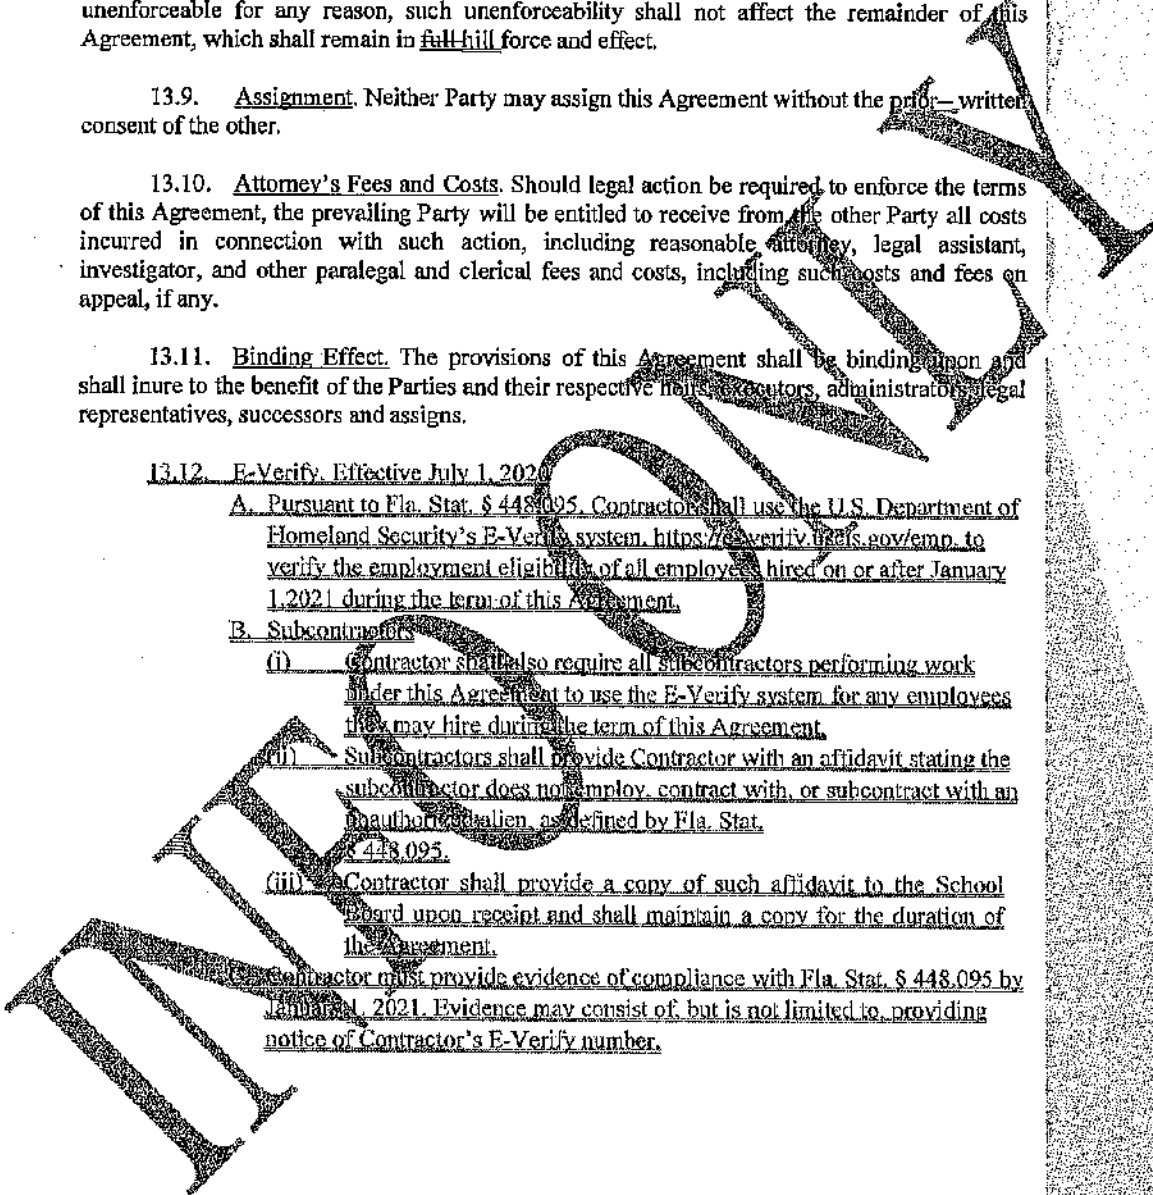 unenforceable for any reason, such unenforceability shall not affect the remainder of this
Agreement, which shall remain in full hill force and effect.
13.9. Assignment. Neither Party may assign this Agreement without the prior written
consent of the other.
13.10. Attorney's Fees and Costs. Should legal action be required to enforce the terms
of this Agreement, the prevailing Party will be entitled to receive from the other Party all costs
incurred in connection with such action, including reasonable attorney, legal assistant,
investigator, and other paralegal and clerical fees and costs, including such costs and fees on
appeal, if any.
13.11. Binding Effect. The provisions of this Agreement shall be binding upon and
shall inure to the benefit of the Parties and their respective heirs, executors, administrators, legal
representatives, successors and assigns.
13.12. E-Verify. Effective July 1, 2020
A. Pursuant to Fla. Stat. § 448.095, Contractor shall use the U.S. Department of
Homeland Security's E-Verify system, https://e-verify.uscis.gov/emp, to
verify the employment eligibility of all employees hired on or after January
1,2021 during the term of this Agreement.
B. Subcontractors
(i) Contractor shall also require all subcontractors performing work
under this Agreement to use the E-Verify system for any employees
they may hire during the term of this Agreement.
(ii) Subcontractors shall provide Contractor with an affidavit stating the
subcontractor does not employ, contract with, or subcontract with an
unauthorized alien, as defined by Fla. Stat.
§ 448.095.
(iii) Contractor shall provide a copy of such affidavit to the School
Board upon receipt and shall maintain a copy for the duration of
the Agreement.
C. Contractor must provide evidence of compliance with Fla. Stat. § 448.095 by
January 1, 2021. Evidence may consist of, but is not limited to, providing
notice of Contractor's E-Verify number.
INFO ONLY